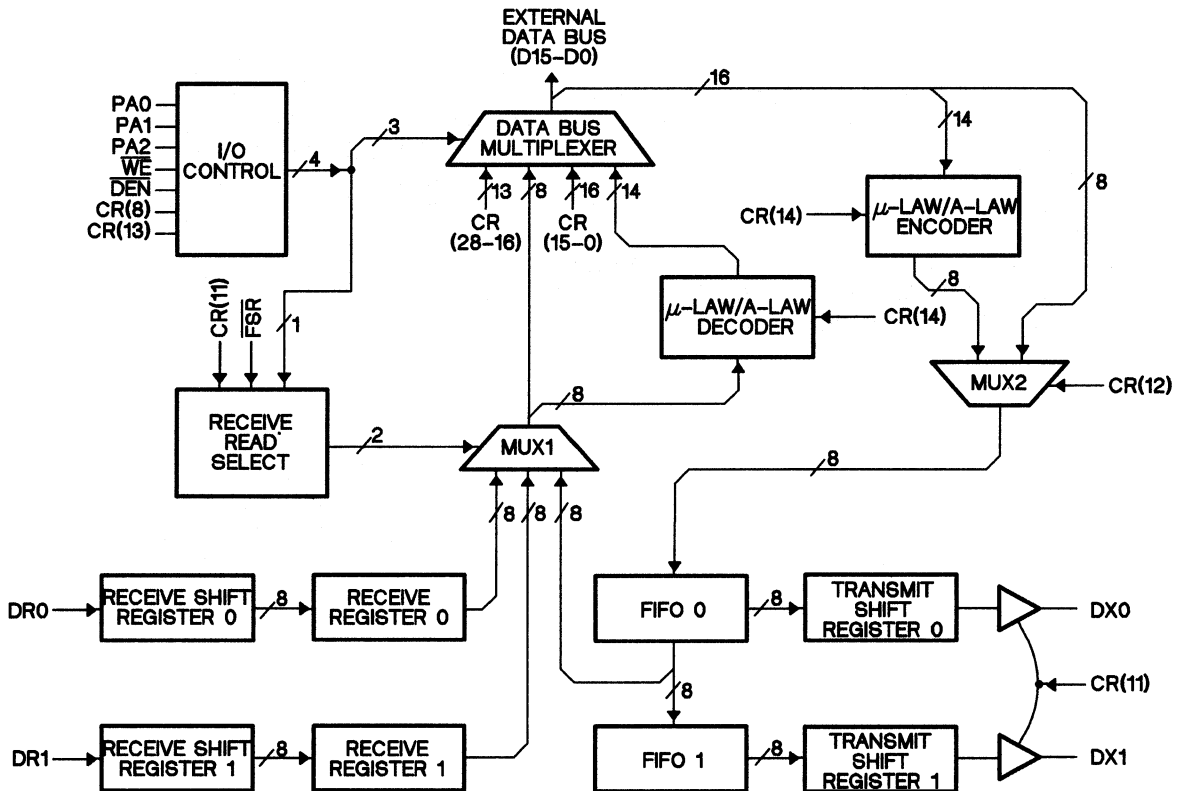 EXTERNAL
DATA BUS
(D15-D0)
16
PA0
PA1
PA2
WE
DEN
CR(8)
CR(13)
I/O
CONTROL
4
3
DATA BUS
MULTIPLEXER
14
8
13
8
16
14
CR
(28-16)
CR
(15-0)
CR(14)
μ-LAW/A-LAW
ENCODER
8
CR(11)
FSR
1
μ-LAW/A-LAW
DECODER
CR(14)
MUX2
CR(12)
8
RECEIVE
READ
SELECT
2
MUX1
8
8
8
8
DR0
RECEIVE SHIFT
REGISTER 0
8
RECEIVE
REGISTER 0
FIFO 0
8
TRANSMIT
SHIFT
REGISTER 0
DX0
8
CR(11)
DR1
RECEIVE SHIFT
REGISTER 1
8
RECEIVE
REGISTER 1
FIFO 1
8
TRANSMIT
SHIFT
REGISTER 1
DX1